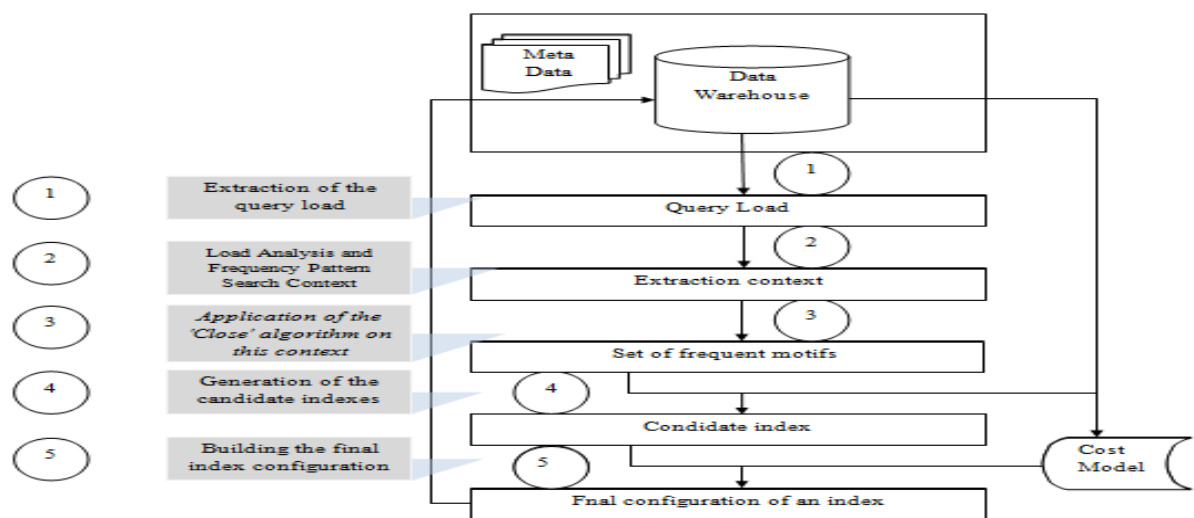 Meta
Data
Data
Warehouse
1
1
Extraction of the
query load
Query Load
2
2
Load Analysis and
Frequency Pattern
Search Context
Extraction context
3
3
Application of the
'Close' algorithm on
this context
Set of frequent motifs
4
4
Generation of the
candidate indexes
Condidate index
5
5
Building the final
index configuration
Cost
Model
Fnal configuration of an index